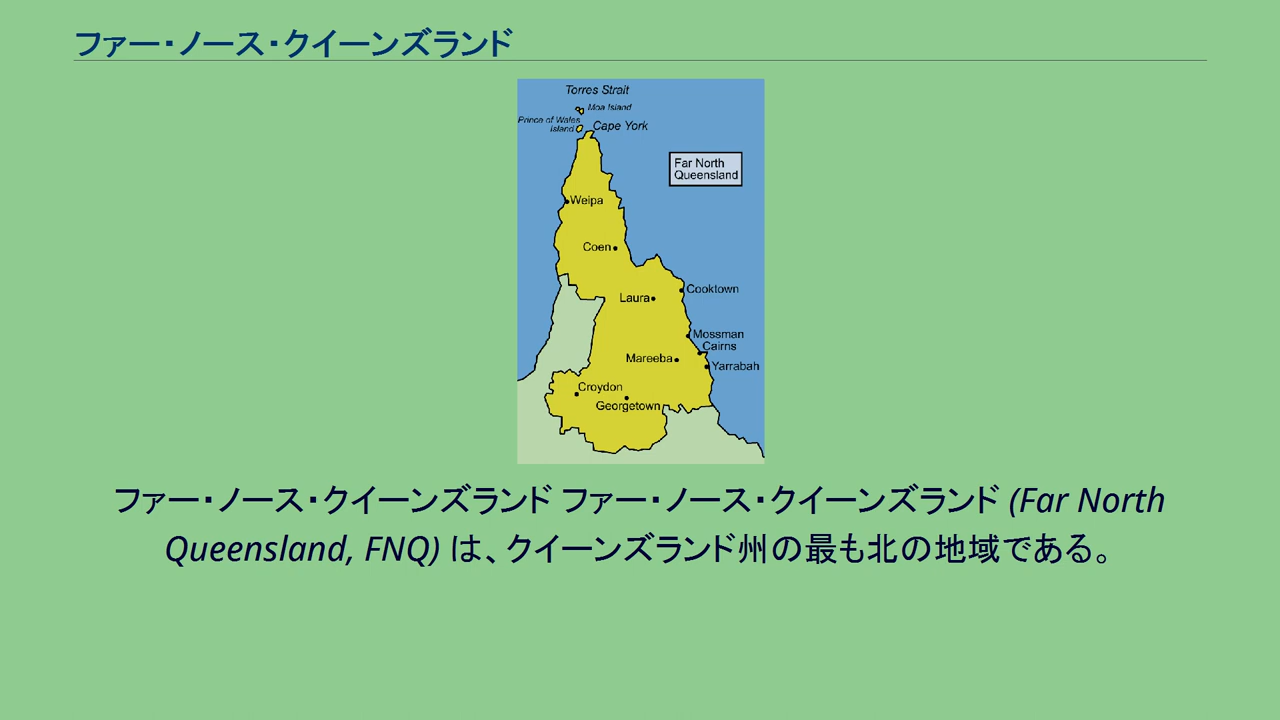 ファー・ノース・クイーンズランド
Torres Strait
Moa Island
Prince of Wales
Island
Cape York
Far North
Queensland
Weipa
Coen
Cooktown
Laura
Mossman
Cairns
Mareeba
Yarrabah
Croydon
Georgetown
ファー・ノース・クイーンズランド ファー・ノース・クイーンズランド (Far North
Queensland, FNQ) は、クイーンズランド州の最も北の地域である。